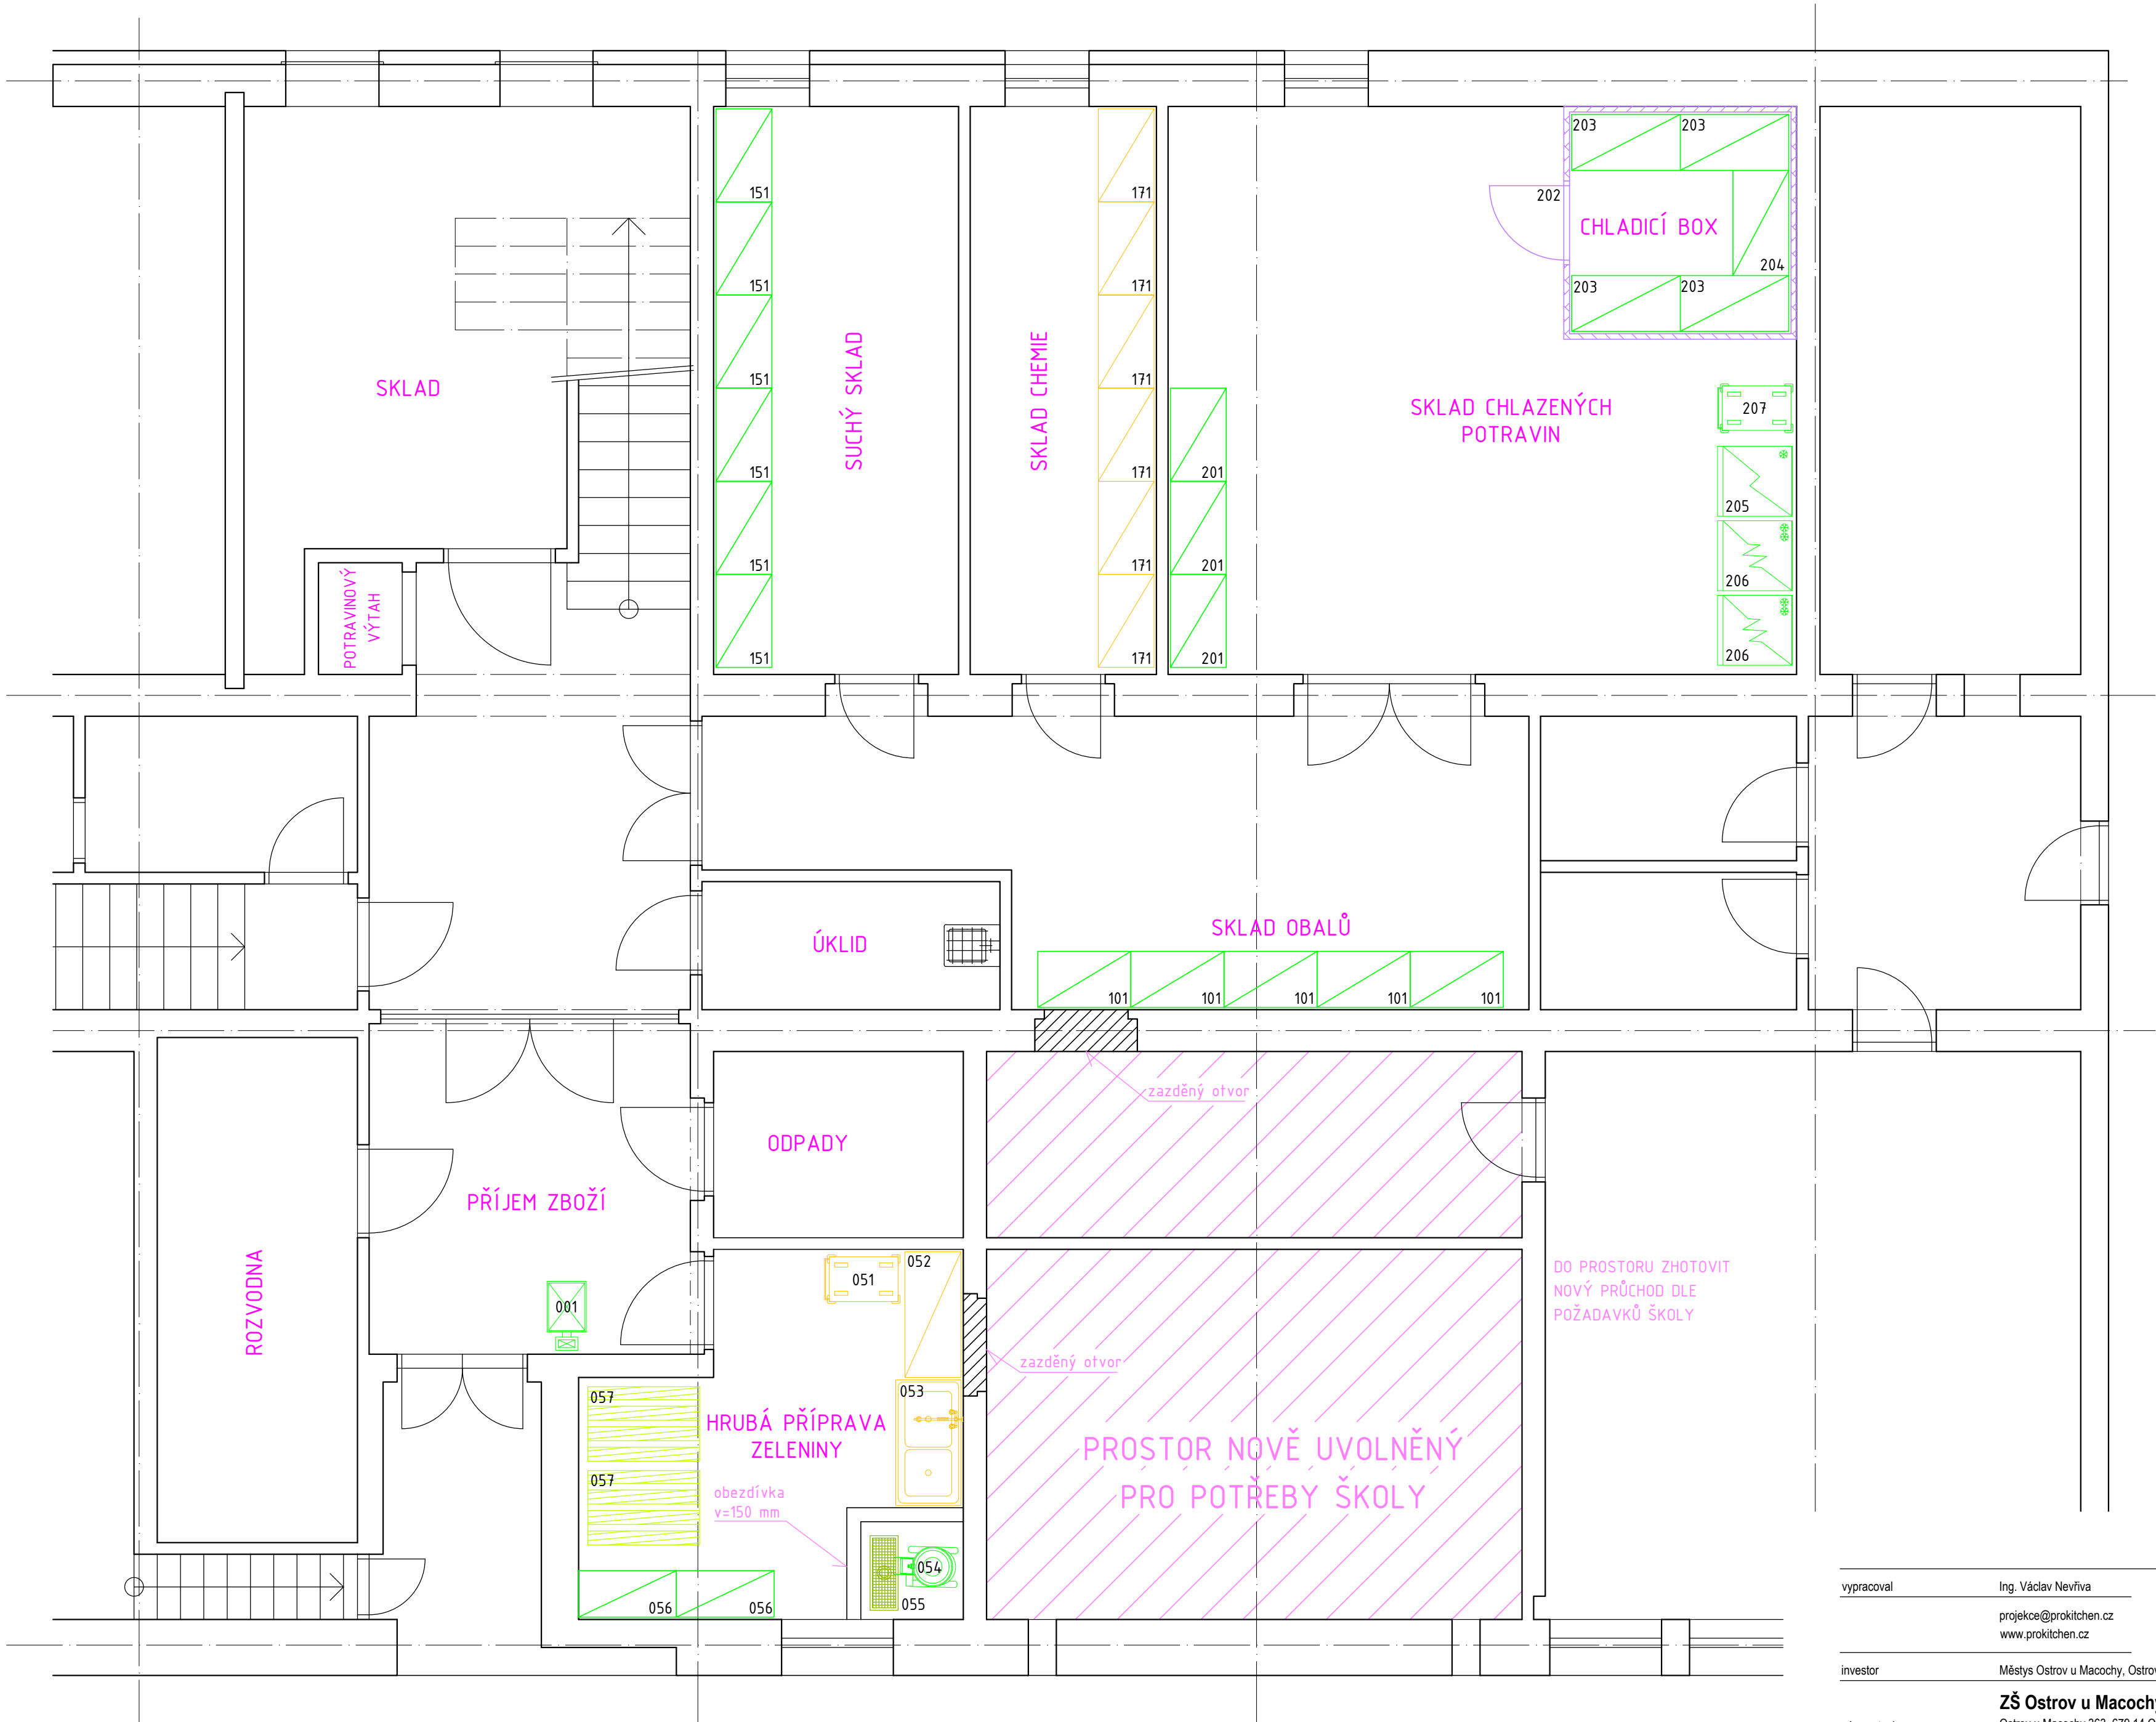 203
203
151
171
202
CHLADICÍ BOX
204
151
171
203
203
SKLAD
SUCHÝ SKLAD
SKLAD CHEMIE
151
171
SKLAD CHLAZENÝCH
POTRAVIN
207
151
171
201
205
POTRAVINOVÝ
VÝTAH
151
171
201
206
151
171
201
206
ÚKLID
SKLAD OBALŮ
101
101
101
101
101
zazděný otvor
ODPADY
PŘÍJEM ZBOŽÍ
ROZVODNA
001
051
052
DO PROSTORU ZHOTOVIT
NOVÝ PRŮCHOD DLE
POŽADAVKŮ ŠKOLY
zazděný otvor
057
053
HRUBÁ PŘÍPRAVA
ZELENINY
057
PROSTOR NOVĚ UVOLNĚNÝ
PRO POTŘEBY ŠKOLY
obezdívka
v=150 mm
054
055
056
056
vypracoval
Ing. Václav Nevřiva
projekce@prokitchen.cz
www.prokitchen.cz
investor
Městys Ostrov u Macochy, Ostrov
ZŠ Ostrov u Macochy